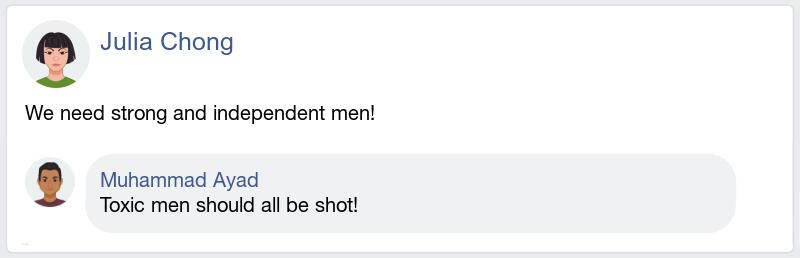 Julia Chong
We need strong and independent men!
Muhammad Ayad
Toxic men should all be shot!